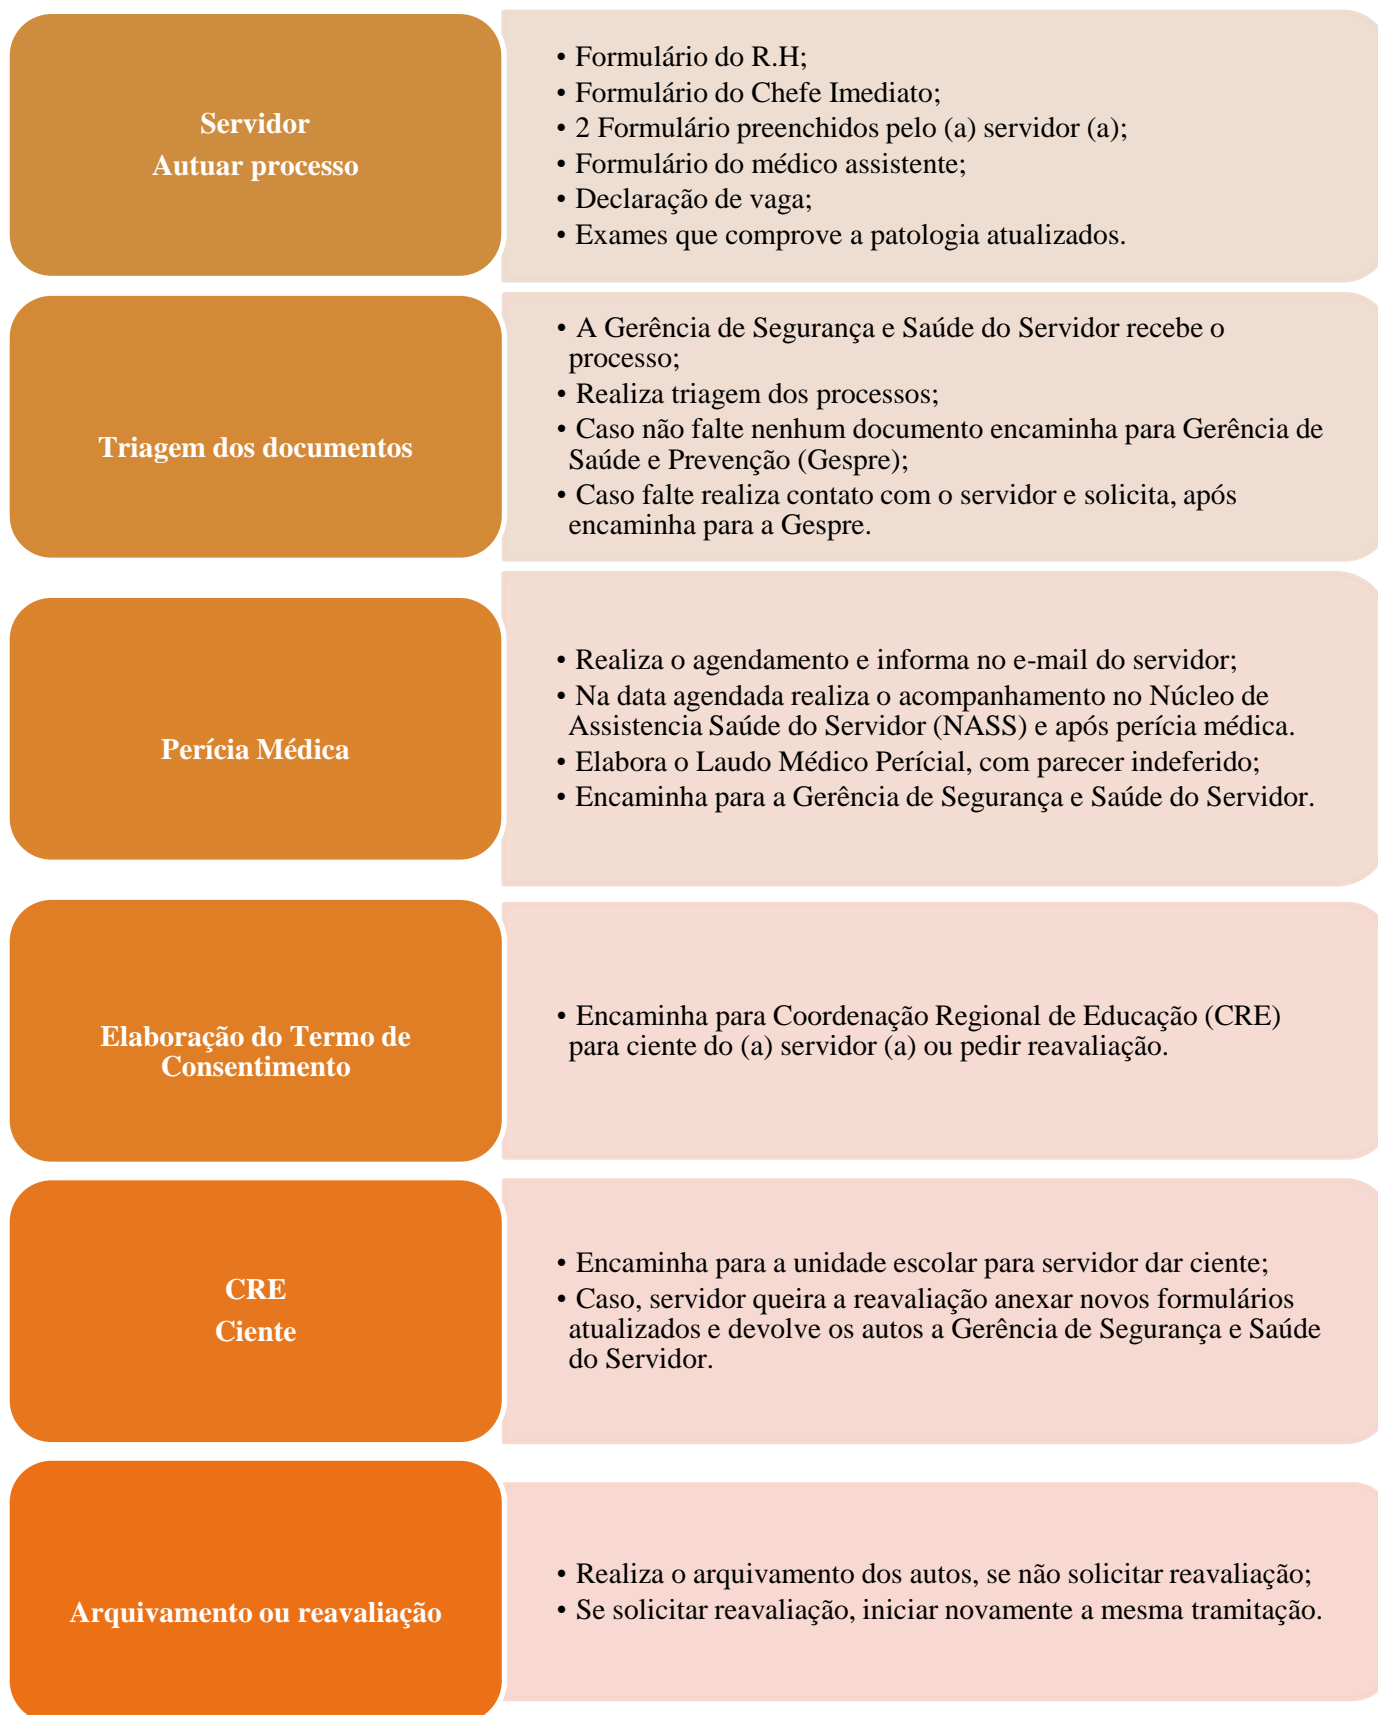 Servidor
Autuar processo
• Formulário do R.H;
• Formulário do Chefe Imediato;
• 2 Formulário preenchidos pelo (a) servidor (a);
• Formulário do médico assistente;
• Declaração de vaga;
• Exames que comprove a patologia atualizados.
Triagem dos documentos
• A Gerência de Segurança e Saúde do Servidor recebe o
processo;
• Realiza triagem dos processos;
• Caso não falte nenhum documento encaminha para Gerência de
Saúde e Prevenção (Gespre);
• Caso falte realiza contato com o servidor e solicita, após
encaminha para a Gespre.
Perícia Médica
• Realiza o agendamento e informa no e-mail do servidor;
• Na data agendada realiza o acompanhamento no Núcleo de
Assistencia Saúde do Servidor (NASS) e após perícia médica.
• Elabora o Laudo Médico Perícial, com parecer indeferido;
• Encaminha para a Gerência de Segurança e Saúde do Servidor.
Elaboração do Termo de
Consentimento
• Encaminha para Coordenação Regional de Educação (CRE)
para ciente do (a) servidor (a) ou pedir reavaliação.
CRE
Ciente
• Encaminha para a unidade escolar para servidor dar ciente;
• Caso, servidor queira a reavaliação anexar novos formulários
atualizados e devolve os autos a Gerência de Segurança e Saúde
do Servidor.
Arquivamento ou reavaliação
• Realiza o arquivamento dos autos, se não solicitar reavaliação;
• Se solicitar reavaliação, iniciar novamente a mesma tramitação.